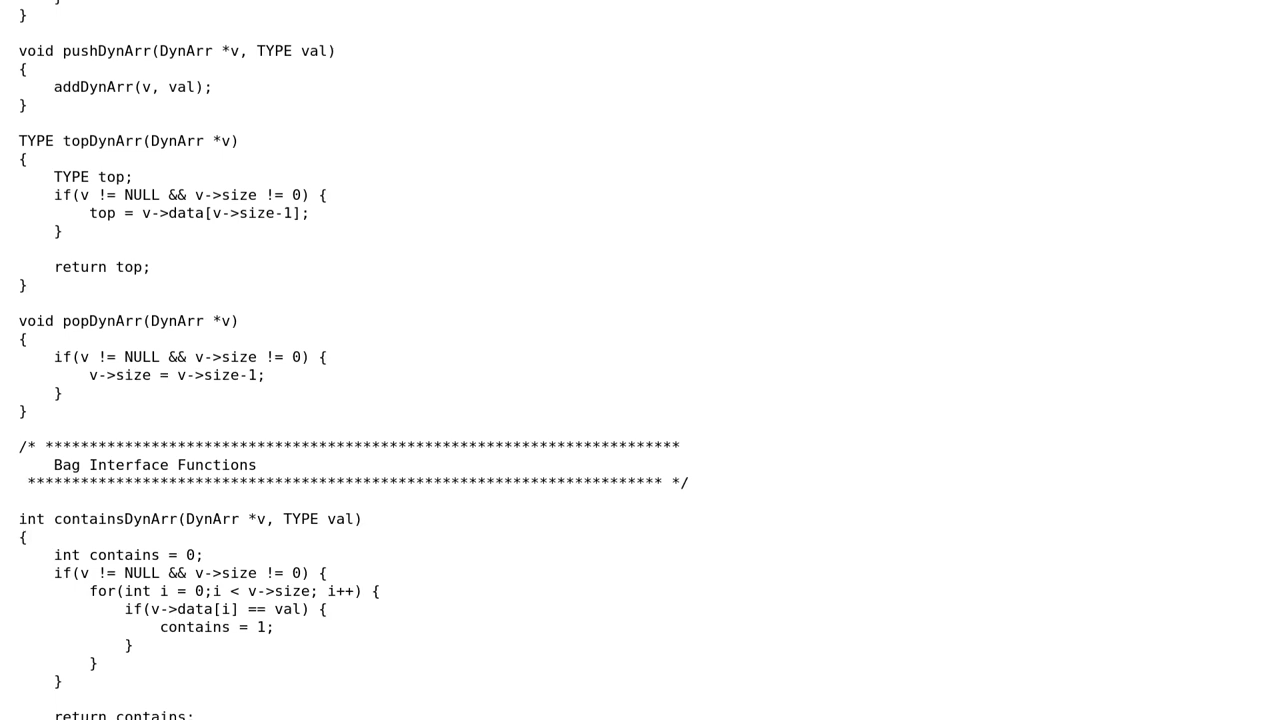 }
}

void pushDynArr(DynArr *v, TYPE val)
{
    addDynArr(v, val);
}

TYPE topDynArr(DynArr *v)
{
    TYPE top;
    if(v != NULL && v->size != 0) {
        top = v->data[v->size-1];
    }

    return top;
}

void popDynArr(DynArr *v)
{
    if(v != NULL && v->size != 0) {
        v->size = v->size-1;
    }
}

/* ************************************************************************
    Bag Interface Functions
 ************************************************************************ */

int containsDynArr(DynArr *v, TYPE val)
{
    int contains = 0;
    if(v != NULL && v->size != 0) {
        for(int i = 0;i < v->size; i++) {
            if(v->data[i] == val) {
                contains = 1;
            }
        }
    }

    return contains;